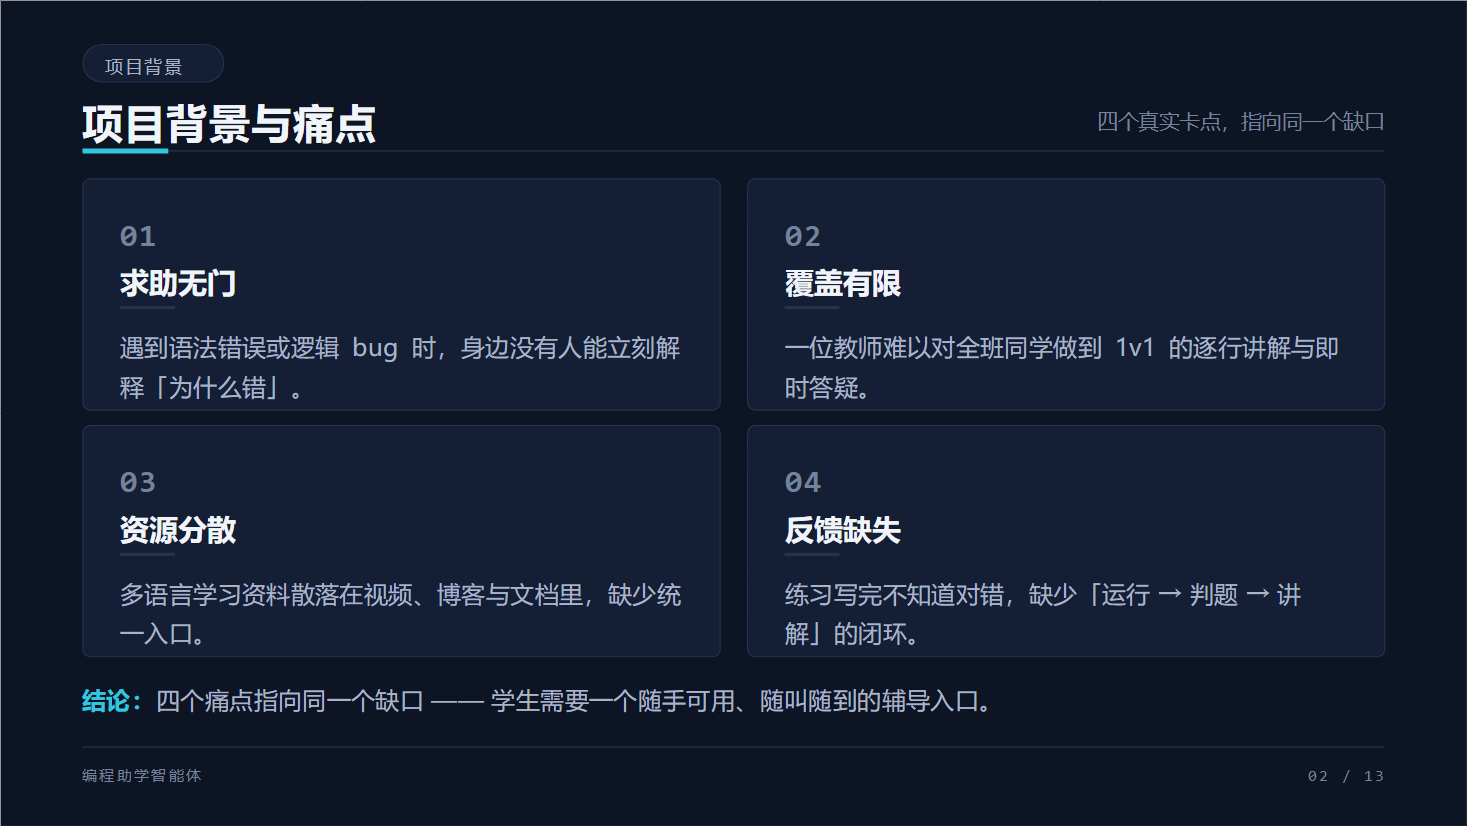 项目背景
项目背景与痛点
四个真实卡点，指向同一个缺口
01
求助无门
遇到语法错误或逻辑 bug 时，身边没有人能立刻解
释「为什么错」。
02
覆盖有限
一位教师难以对全班同学做到 1v1 的逐行讲解与即
时答疑。
03
资源分散
多语言学习资料散落在视频、博客与文档里，缺少统
一入口。
04
反馈缺失
练习写完不知道对错，缺少「运行 → 判题 → 讲
解」的闭环。
结论：四个痛点指向同一个缺口 —— 学生需要一个随手可用、随叫随到的辅导入口。
编程助学智能体
02 / 13